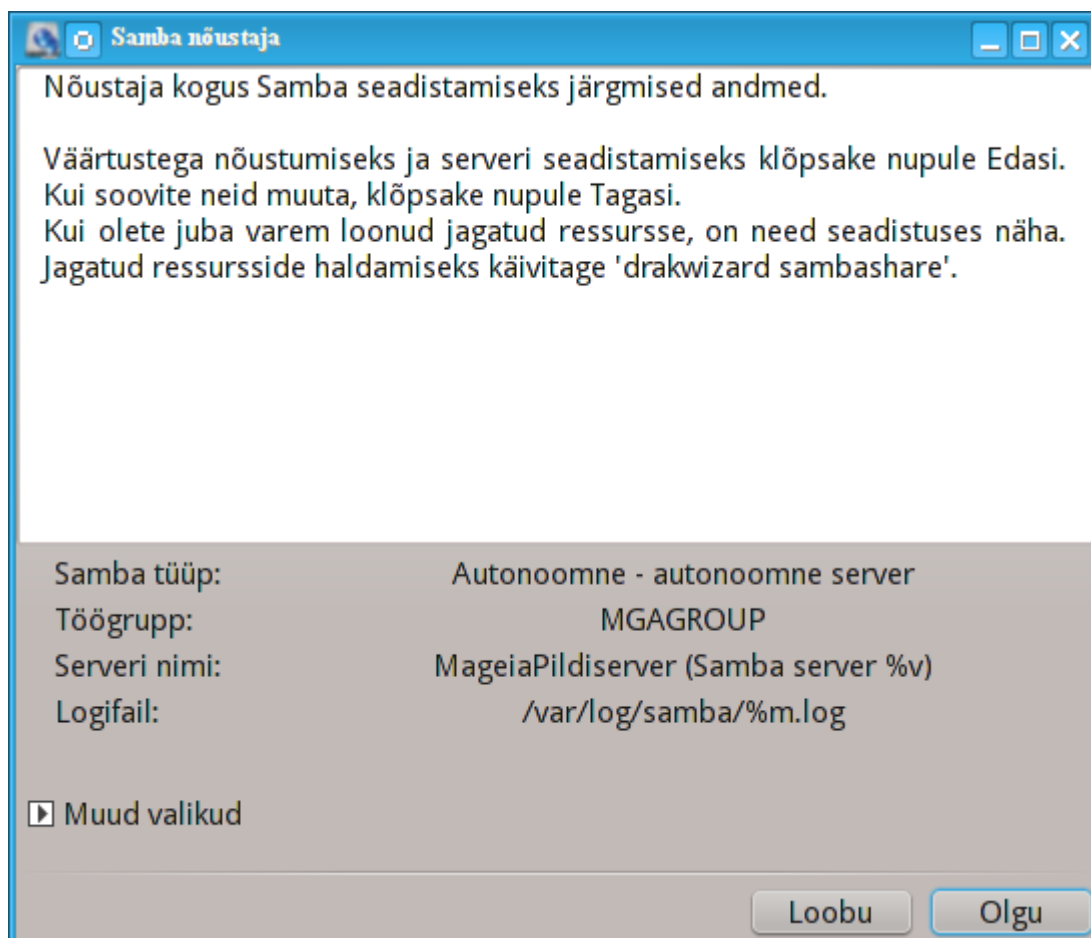 Samba nõustaja
Nõustaja kogus Samba seadistamiseks järgmised andmed.
Väärtustega nõustumiseks ja serveri seadistamiseks klõpsake nupule Edasi.
Kui soovite neid muuta, klõpsake nupule Tagasi.
Kui olete juba varem loonud jagatud ressursse, on need seadistuses näha.
Jagatud ressursside haldamiseks käivitage 'drakwizard sambashare'.
Samba tüüp: Autonoomne - autonoomne server
Töögrupp: MGAGROUP
Serveri nimi: MageiaPildiserver (Samba server %v)
Logifail: /var/log/samba/%m.log
Muud valikud
Loobu Olgu